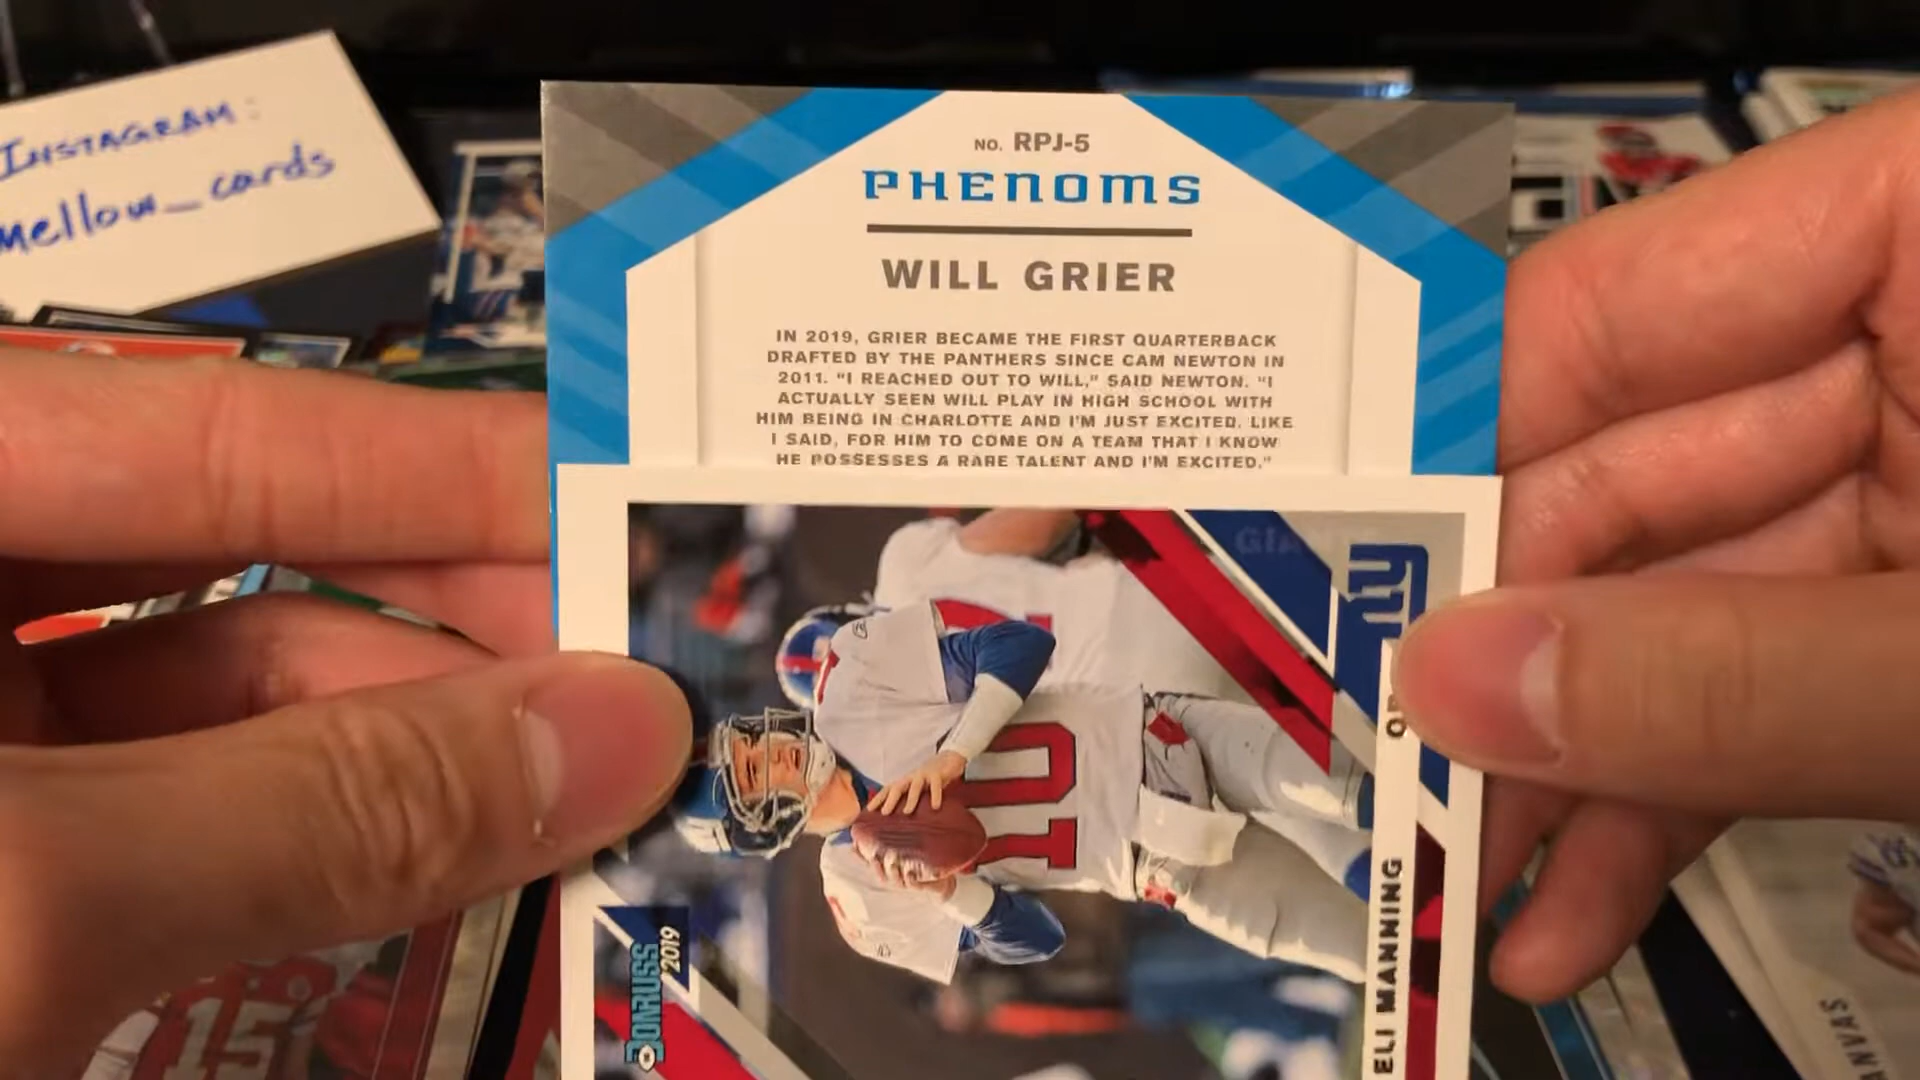 INSTAGRAM:
mellow_cards
NO. RPJ-5
PHENOMS
WILL GRIER
IN 2019, GRIER BECAME THE FIRST QUARTERBACK
DRAFTED BY THE PANTHERS SINCE CAM NEWTON IN
2011. "I REACHED OUT TO WILL," SAID NEWTON. "I
ACTUALLY SEEN WILL PLAY IN HIGH SCHOOL WITH
HIM BEING IN CHARLOTTE AND I'M JUST EXCITED. LIKE
I SAID, FOR HIM TO COME ON A TEAM THAT I KNOW
HE POSSESSES A RARE TALENT AND I'M EXCITED."
NY
10
ELI MANNING
DONRUSS
2019
15